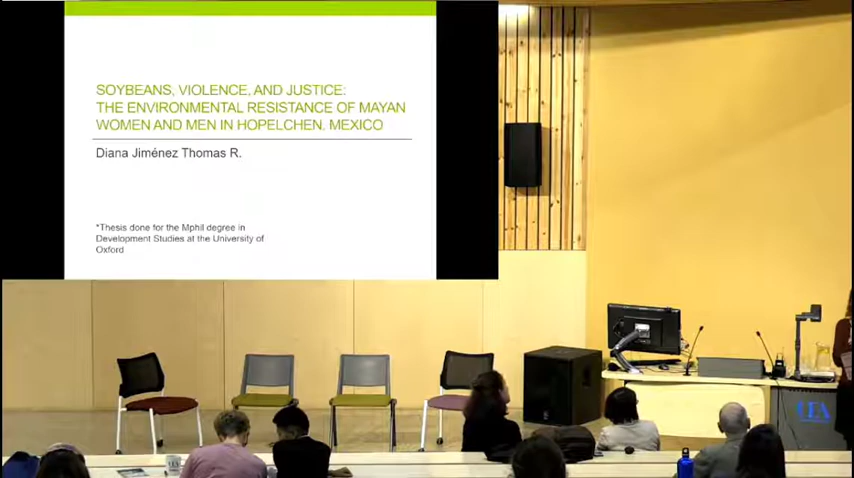 SOYBEANS, VIOLENCE, AND JUSTICE:
THE ENVIRONMENTAL RESISTANCE OF MAYAN
WOMEN AND MEN IN HOPELCHEN, MEXICO
Diana Jiménez Thomas R.
*Thesis done for the Mphil degree in
Development Studies at the University of
Oxford
UEA